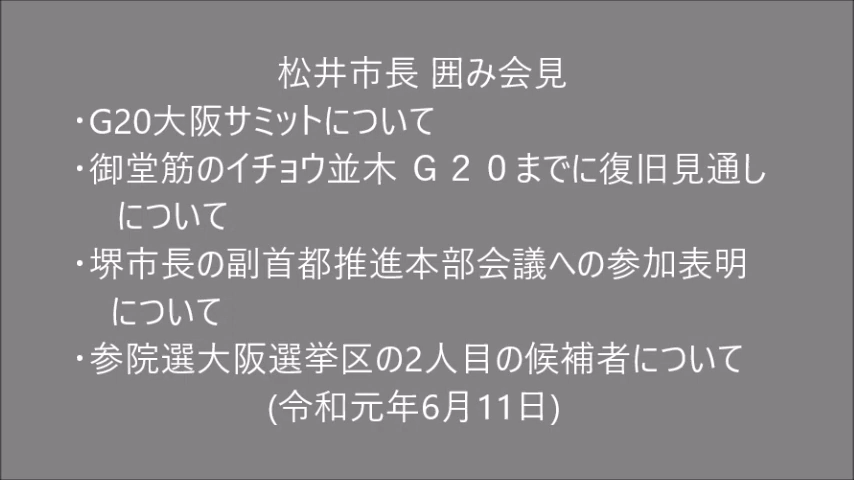 松井市長 囲み会見
・G20大阪サミットについて
・御堂筋のイチョウ並木 Ｇ２０までに復旧見通し
について
・堺市長の副首都推進本部会議への参加表明
について
・参院選大阪選挙区の2人目の候補者について
(令和元年6月11日)